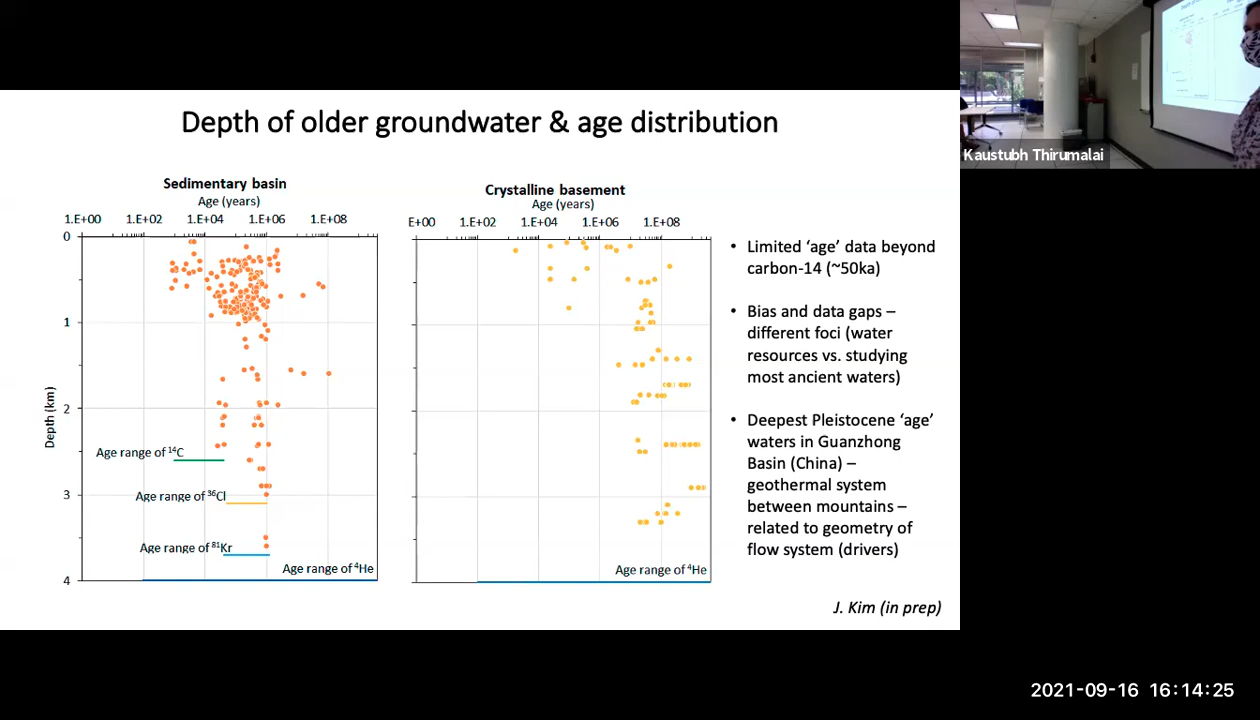 Depth of older groundwater & age distribution
Sedimentary basin
Age (years)
1.E+00 1.E+02 1.E+04 1.E+06 1.E+08
0
1
2
3
4
Depth (km)
Age range of ¹⁴C
Age range of ³⁶Cl
Age range of ⁸¹Kr
Age range of ⁴He
Crystalline basement
Age (years)
E+00 1.E+02 1.E+04 1.E+06 1.E+08
Age range of ⁴He
• Limited ‘age’ data beyond
carbon-14 (~50ka)
• Bias and data gaps –
different foci (water
resources vs. studying
most ancient waters)
• Deepest Pleistocene ‘age’
waters in Guanzhong
Basin (China) –
geothermal system
between mountains –
related to geometry of
flow system (drivers)
J. Kim (in prep)
Kaustubh Thirumalai
2021-09-16 16:14:25